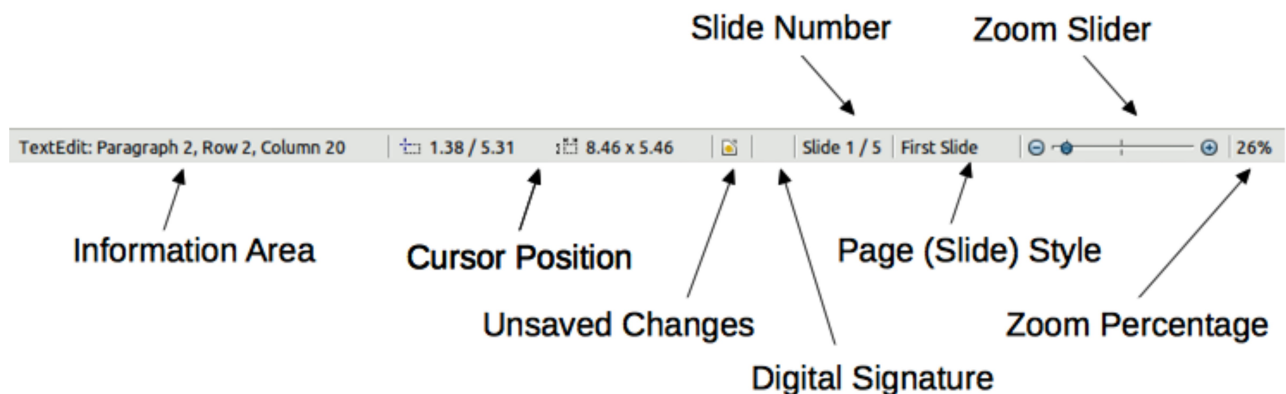 Slide Number Zoom Slider
TextEdit: Paragraph 2, Row 2, Column 20 1.38 / 5.31 8.46 x 5.46 Slide 1 / 5 First Slide 26%
Information Area Cursor Position Page (Slide) Style
Unsaved Changes Zoom Percentage
Digital Signature